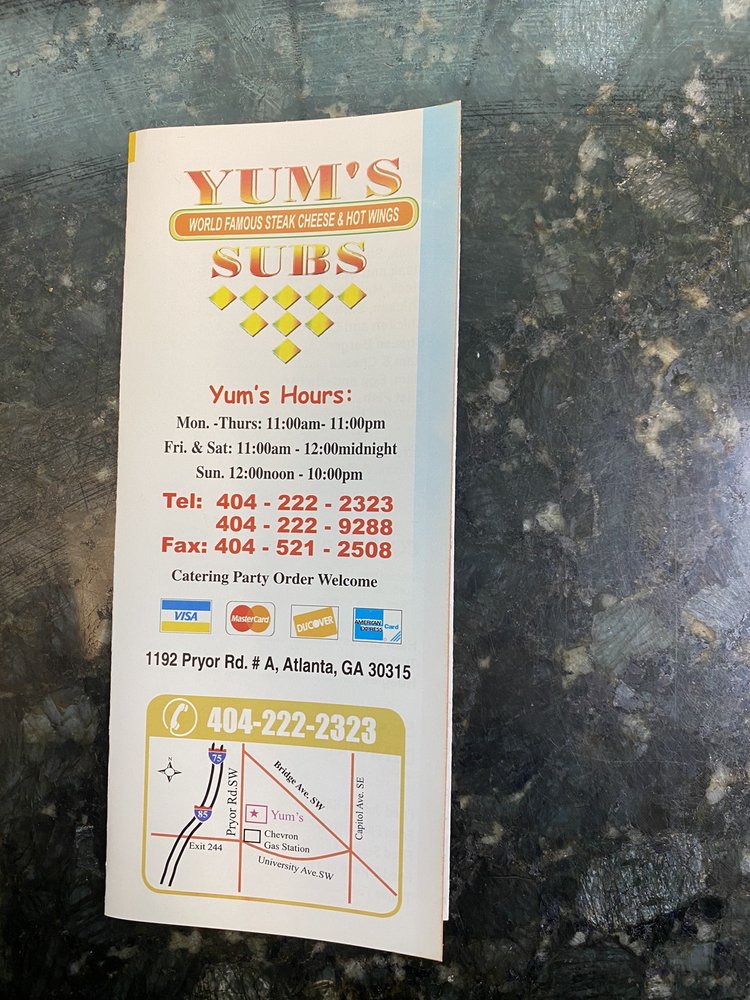 YUM'S
WORLD FAMOUS STEAK CHEESE & HOT WINGS
SUBS
Yum's Hours:
Mon. -Thurs: 11:00am- 11:00pm
Fri. & Sat: 11:00am - 12:00midnight
Sun. 12:00noon - 10:00pm
Tel: 404 - 222 - 2323
404 - 222 - 9288
Fax: 404 - 521 - 2508
Catering Party Order Welcome
VISA
MasterCard
DISCOVER
AMERICAN EXPRESS Card
1192 Pryor Rd. # A, Atlanta, GA 30315
404-222-2323
N
75
85
Exit 244
Pryor Rd.SW
Bridge Ave. SW
Capitol Ave. SE
Yum's
Chevron
Gas Station
University Ave.SW